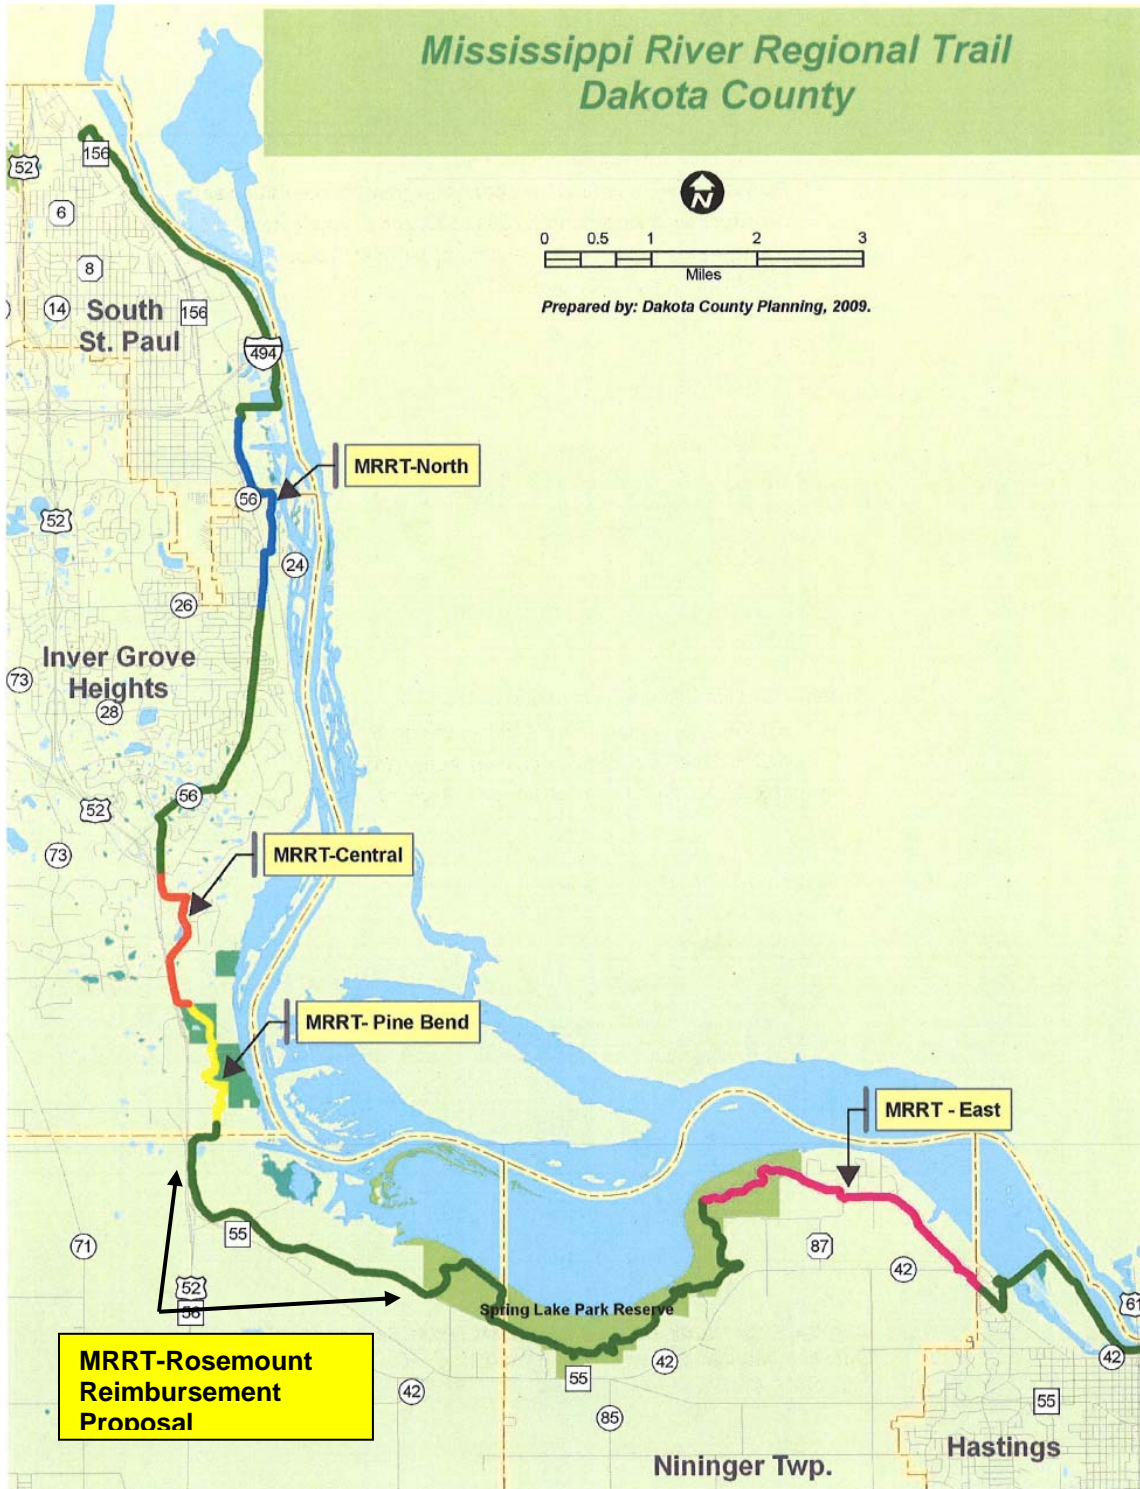 Mississippi River Regional Trail
Dakota County
N
0 0.5 1 2 3
Miles
Prepared by: Dakota County Planning, 2009.
156
52
6
8
14
156
South
St. Paul
494
MRRT-North
56
52
24
26
Inver Grove
Heights
73
28
56
52
73
MRRT-Central
MRRT- Pine Bend
MRRT - East
55
71
87
42
52
56
Spring Lake Park Reserve
61
MRRT-Rosemount
Reimbursement
Proposal
42
42
55
42
85
55
Hastings
Nininger Twp.